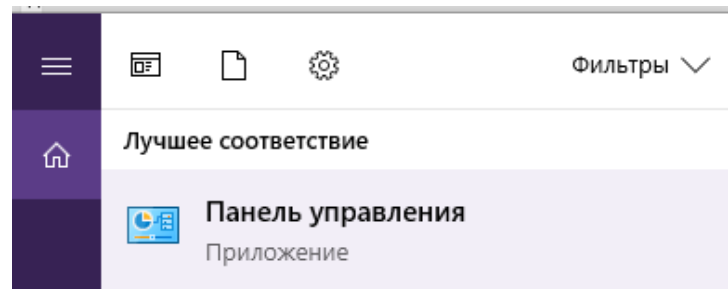 Фильтры
Лучшее соответствие
Панель управления
Приложение